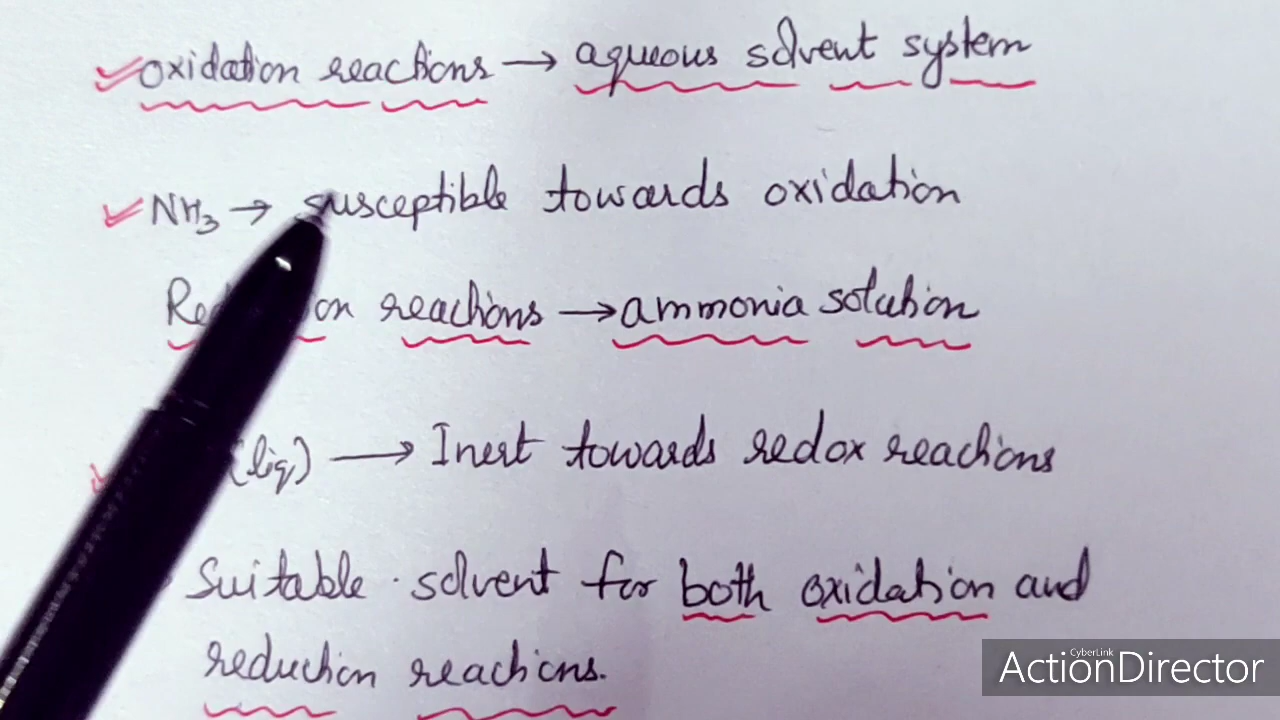 oxidation reactions → aqueous solvent system
NH3 → susceptible towards oxidation
reactions → ammonia solution
(liq) → Inert towards redox reactions
Suitable solvent for both oxidation and
reduction reactions.
CyberLink
ActionDirector